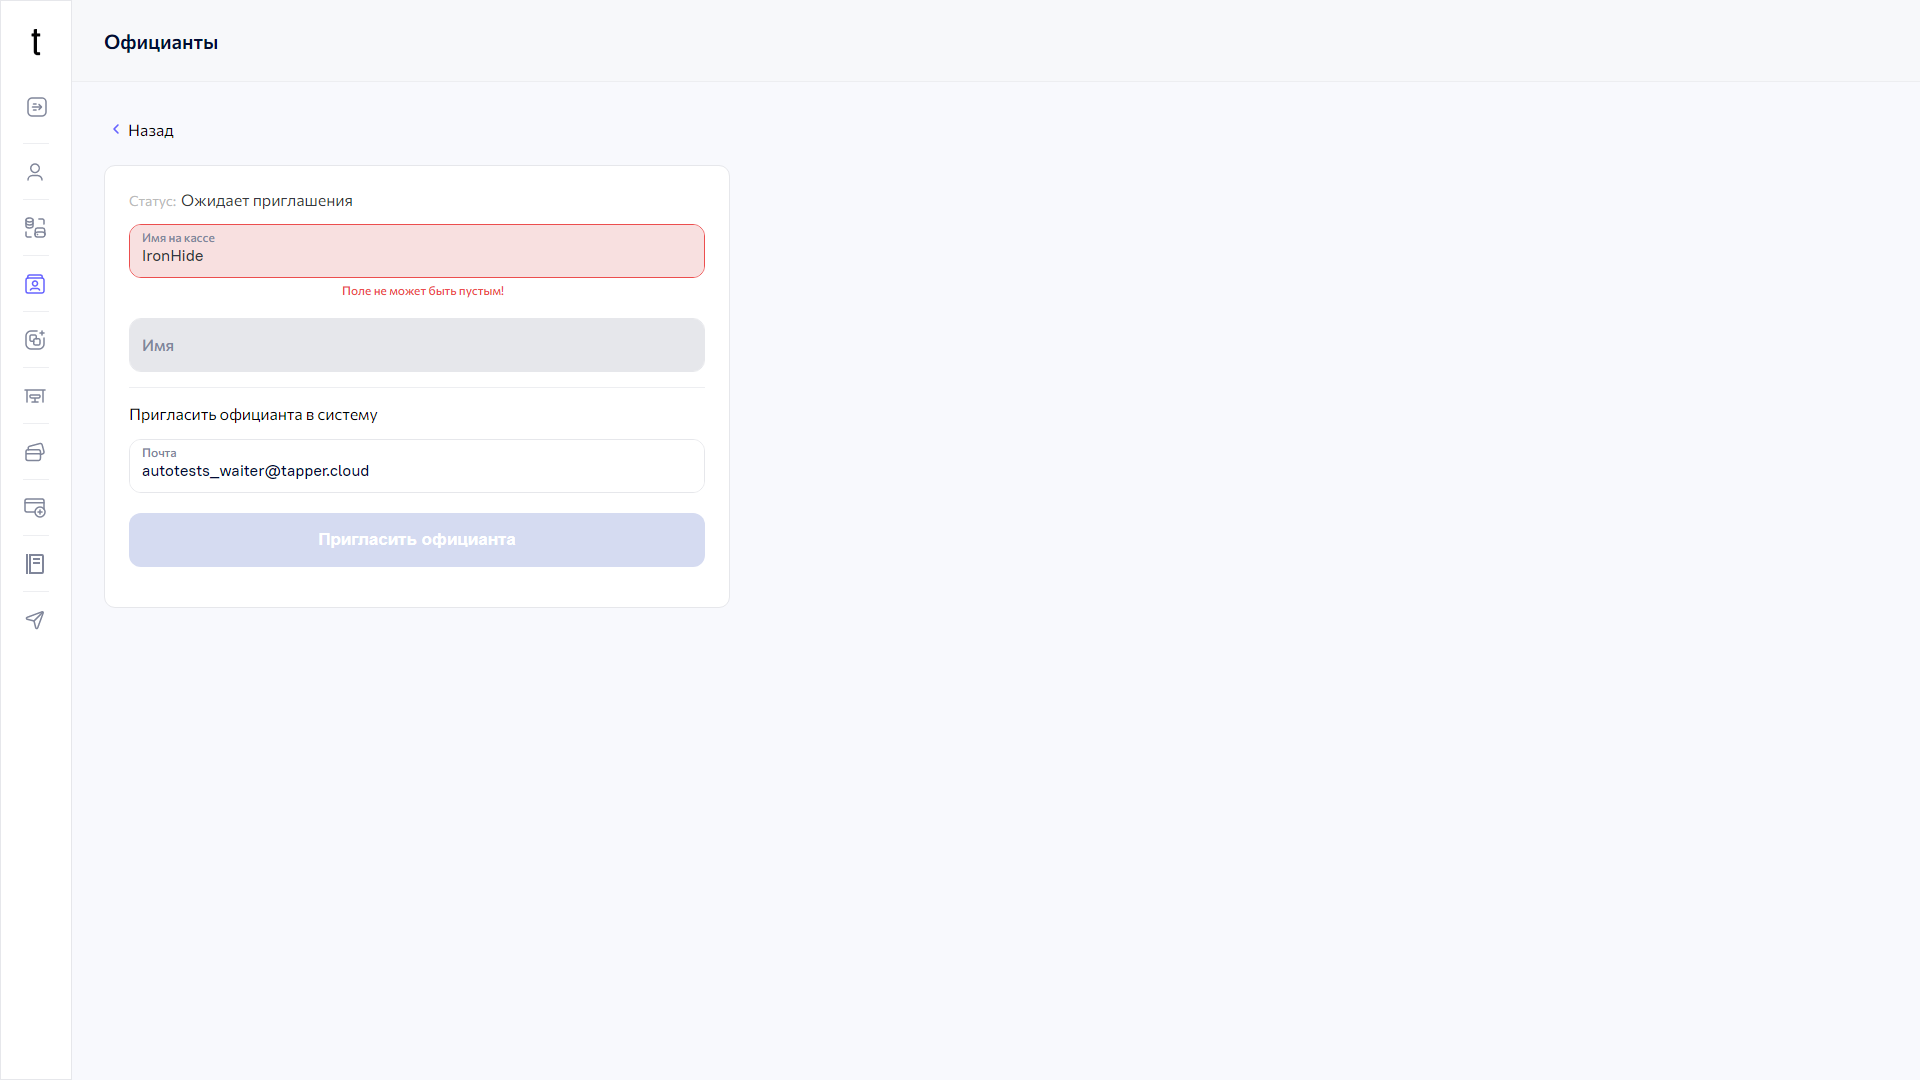 t
Официанты
Назад
Статус: Ожидает приглашения
Имя на кассе
IronHide
Поле не может быть пустым!
Имя
Пригласить официанта в систему
Почта
autotests_waiter@tapper.cloud
Пригласить официанта